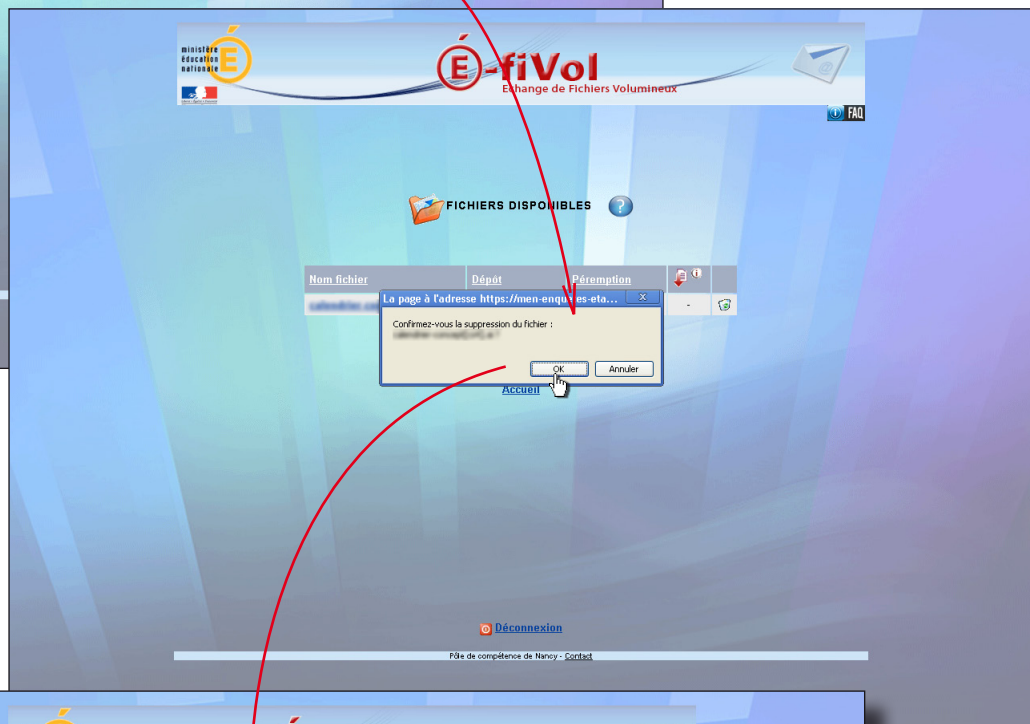 ministère
éducation
nationale
É-fiVol
Echange de Fichiers Volumineux
FAQ
FICHIERS DISPONIBLES ?
Nom fichier Dépôt Péremption
La page à l'adresse https://men-enquetes-eta... X
-
Confirmez-vous la suppression du fichier :
OK Annuler
Accueil
Déconnexion
Pôle de compétence de Nancy - Contact